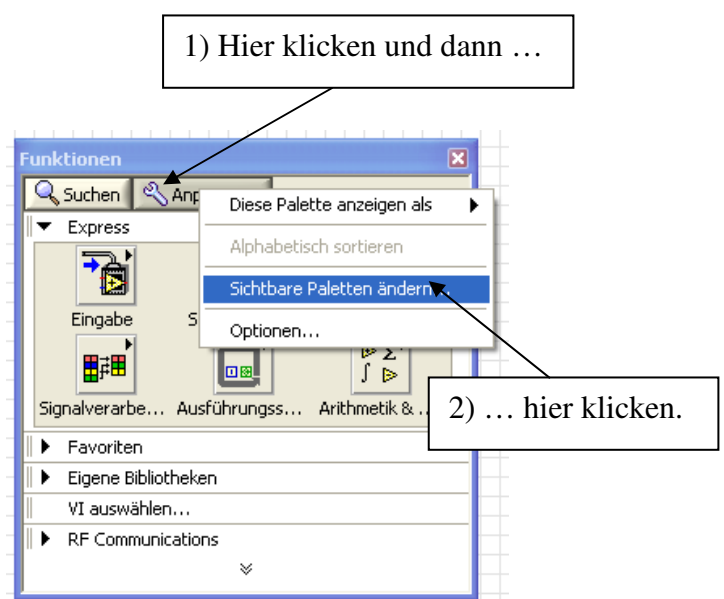 1) Hier klicken und dann …
Funktionen
Suchen
Diese Palette anzeigen als
Express
Alphabetisch sortieren
Sichtbare Paletten ändern...
Eingabe
Optionen...
Signalverarbe... Ausführungss... Arithmetik & ...
2) … hier klicken.
Favoriten
Eigene Bibliotheken
VI auswählen...
RF Communications